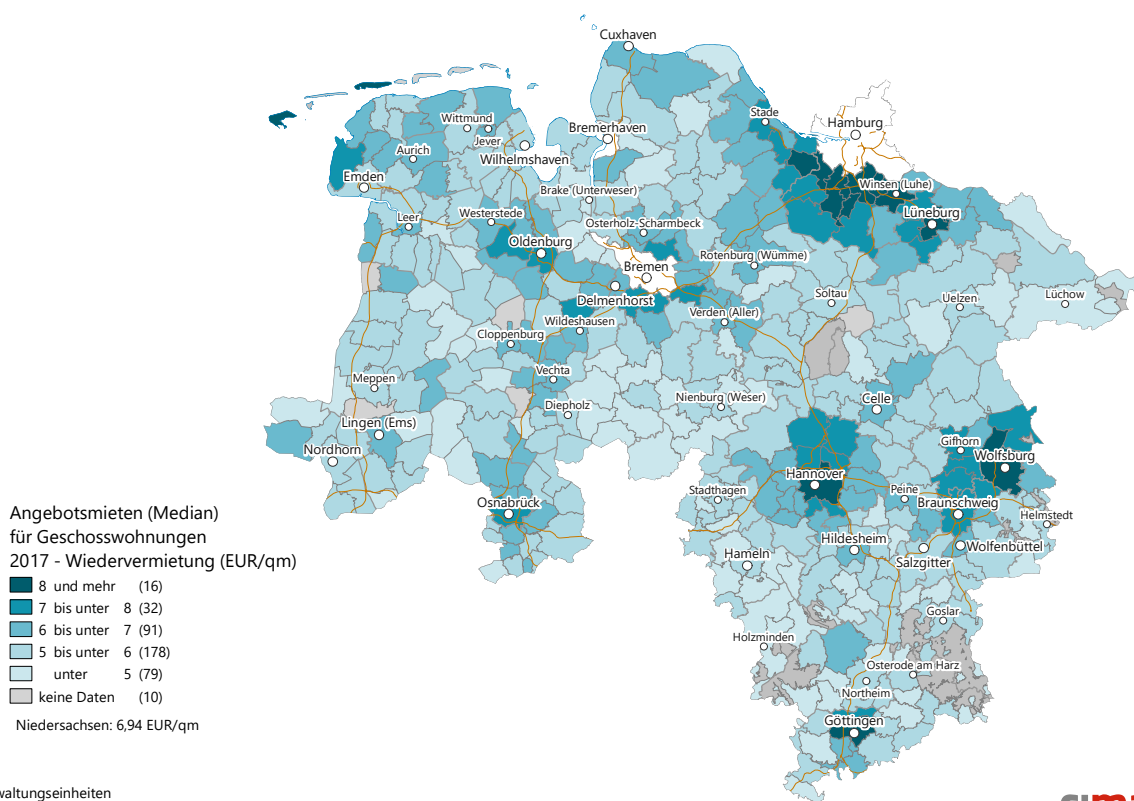 Cuxhaven
Stade
Hamburg
Wittmund
Jever
Bremerhaven
Wilhelmshaven
Aurich
Emden
Winsen (Luhe)
Brake (Unterweser)
Lüneburg
Leer
Westerstede
Osterholz-Scharmbeck
Oldenburg
Rotenburg (Wümme)
Bremen
Delmenhorst
Soltau
Uelzen
Lüchow
Verden (Aller)
Wildeshausen
Cloppenburg
Vechta
Meppen
Nienburg (Weser)
Celle
Diepholz
Lingen (Ems)
Gifhorn
Nordhorn
Wolfsburg
Hannover
Stadthagen
Peine
Osnabrück
Braunschweig
Helmstedt
Hildesheim
Wolfenbüttel
Salzgitter
Hameln
Goslar
Holzminden
Osterode am Harz
Northeim
Göttingen
Angebotsmieten (Median)
für Geschosswohnungen
2017 - Wiedervermietung (EUR/qm)
8 und mehr (16)
7 bis unter 8 (32)
6 bis unter 7 (91)
5 bis unter 6 (178)
unter 5 (79)
keine Daten (10)
Niedersachsen: 6,94 EUR/qm
waltungseinheiten